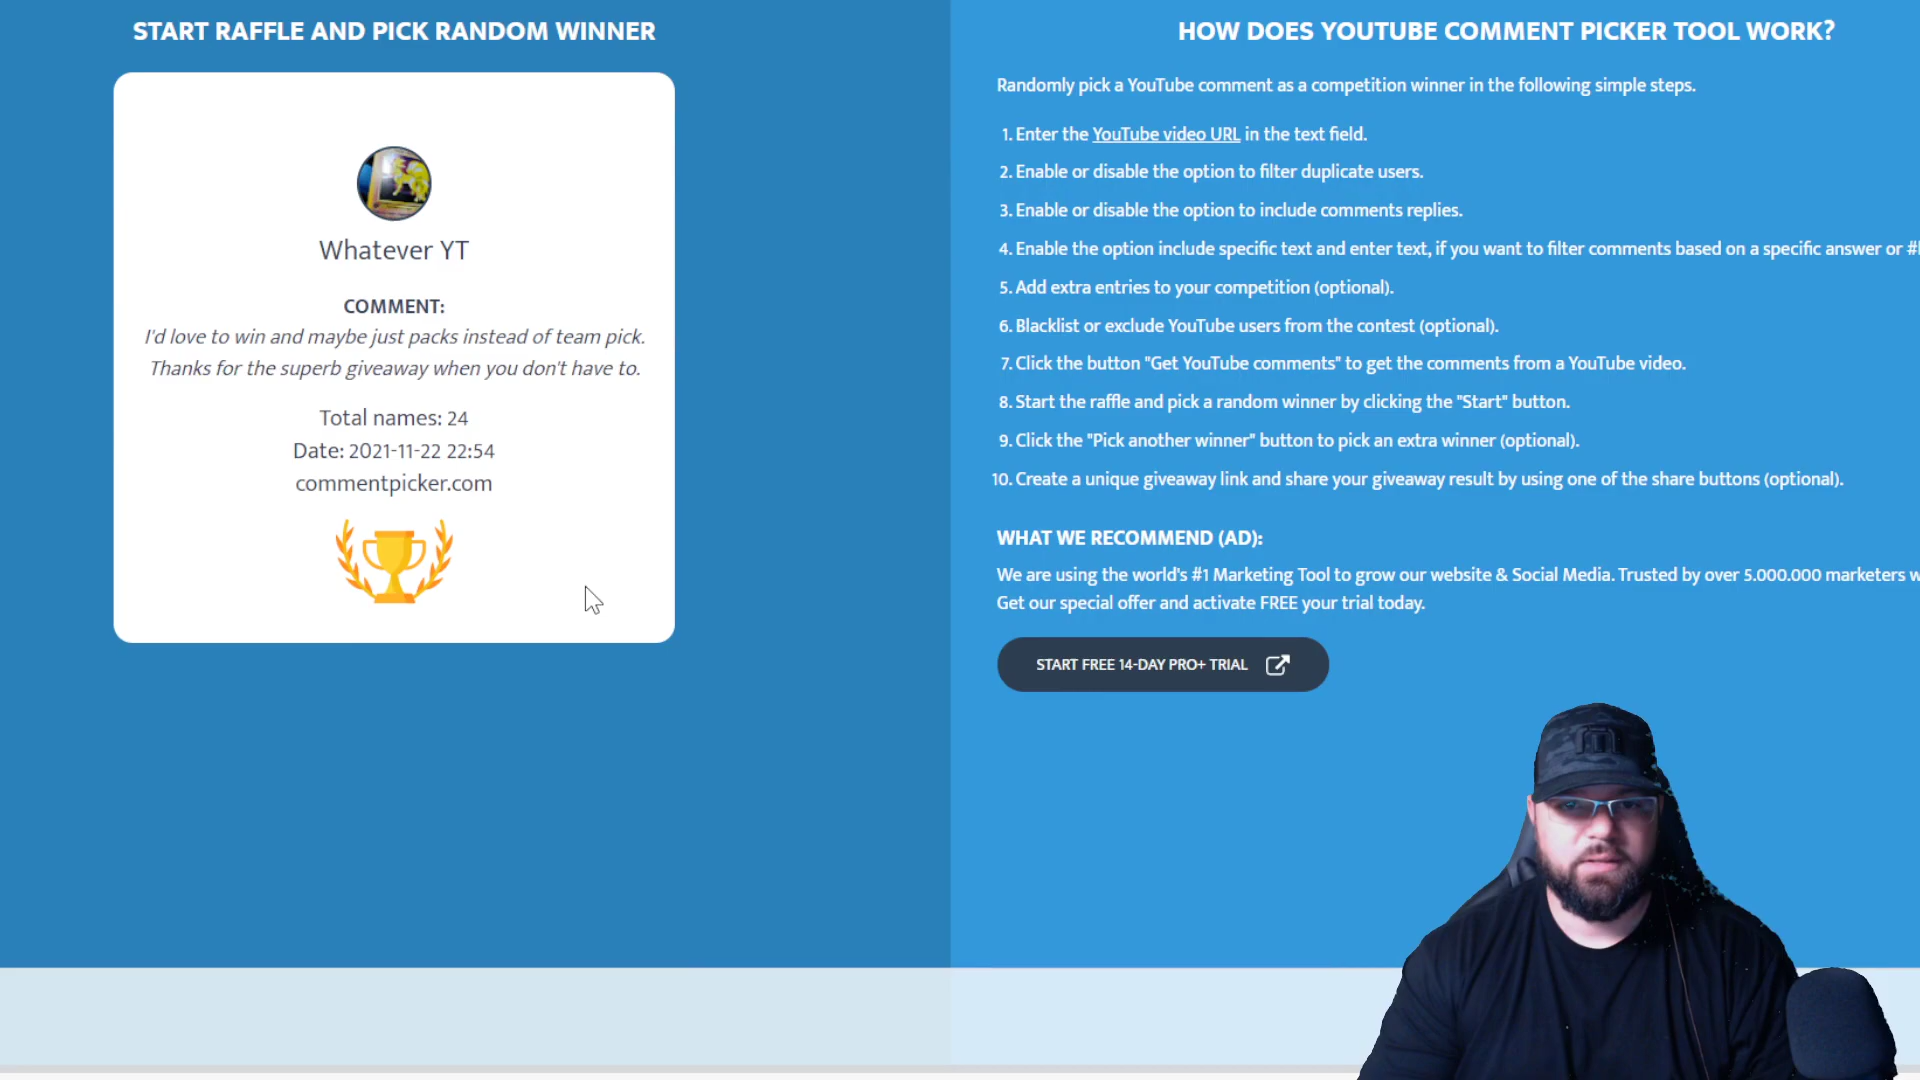 START RAFFLE AND PICK RANDOM WINNER
Whatever YT
COMMENT:
I'd love to win and maybe just packs instead of team pick.
Thanks for the superb giveaway when you don't have to.
Total names: 24
Date: 2021-11-22 22:54
commentpicker.com
HOW DOES YOUTUBE COMMENT PICKER TOOL WORK?
Randomly pick a YouTube comment as a competition winner in the following simple steps.
1. Enter the YouTube video URL in the text field.
2. Enable or disable the option to filter duplicate users.
3. Enable or disable the option to include comments replies.
4. Enable the option include specific text and enter text, if you want to filter comments based on a specific answer or
5. Add extra entries to your competition (optional).
6. Blacklist or exclude YouTube users from the contest (optional).
7. Click the button "Get YouTube comments" to get the comments from a YouTube video.
8. Start the raffle and pick a random winner by clicking the "Start" button.
9. Click the "Pick another winner" button to pick an extra winner (optional).
10. Create a unique giveaway link and share your giveaway result by using one of the share buttons (optional).
WHAT WE RECOMMEND (AD):
We are using the world's #1 Marketing Tool to grow our website & Social Media. Trusted by over 5.000.000 marketers
Get our special offer and activate FREE your trial today.
START FREE 14-DAY PRO+ TRIAL